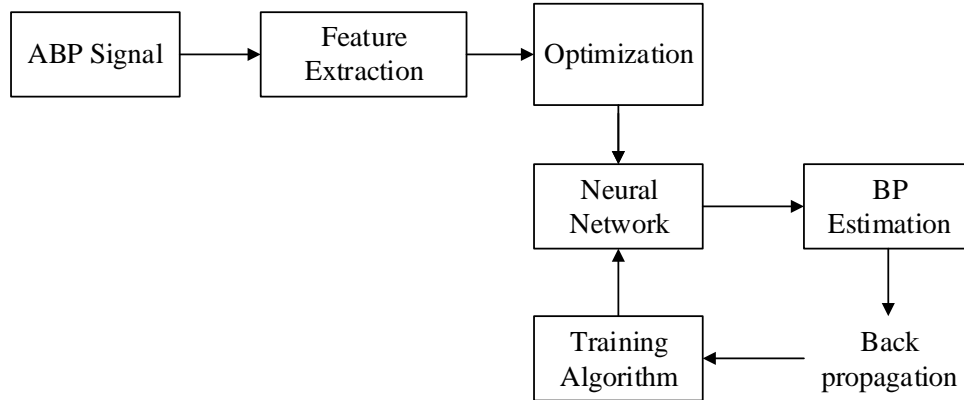 ABP Signal
Feature
Extraction
Optimization
Neural
Network
BP
Estimation
Training
Algorithm
Back
propagation